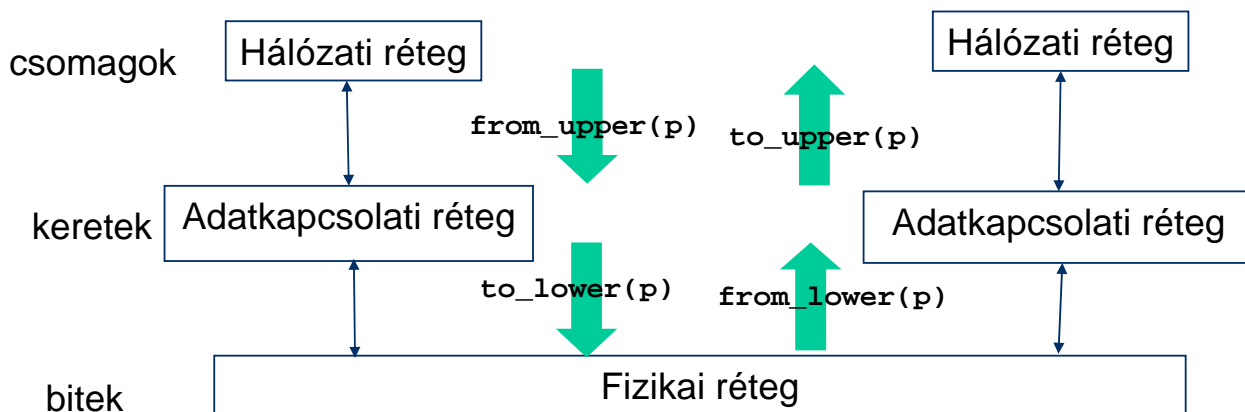 Hálózati réteg
Hálózati réteg
csomagok
from_upper(p)
to_upper(p)
Adatkapcsolati réteg
Adatkapcsolati réteg
keretek
to_lower(p)
from_lower(p)
Fizikai réteg
bitek